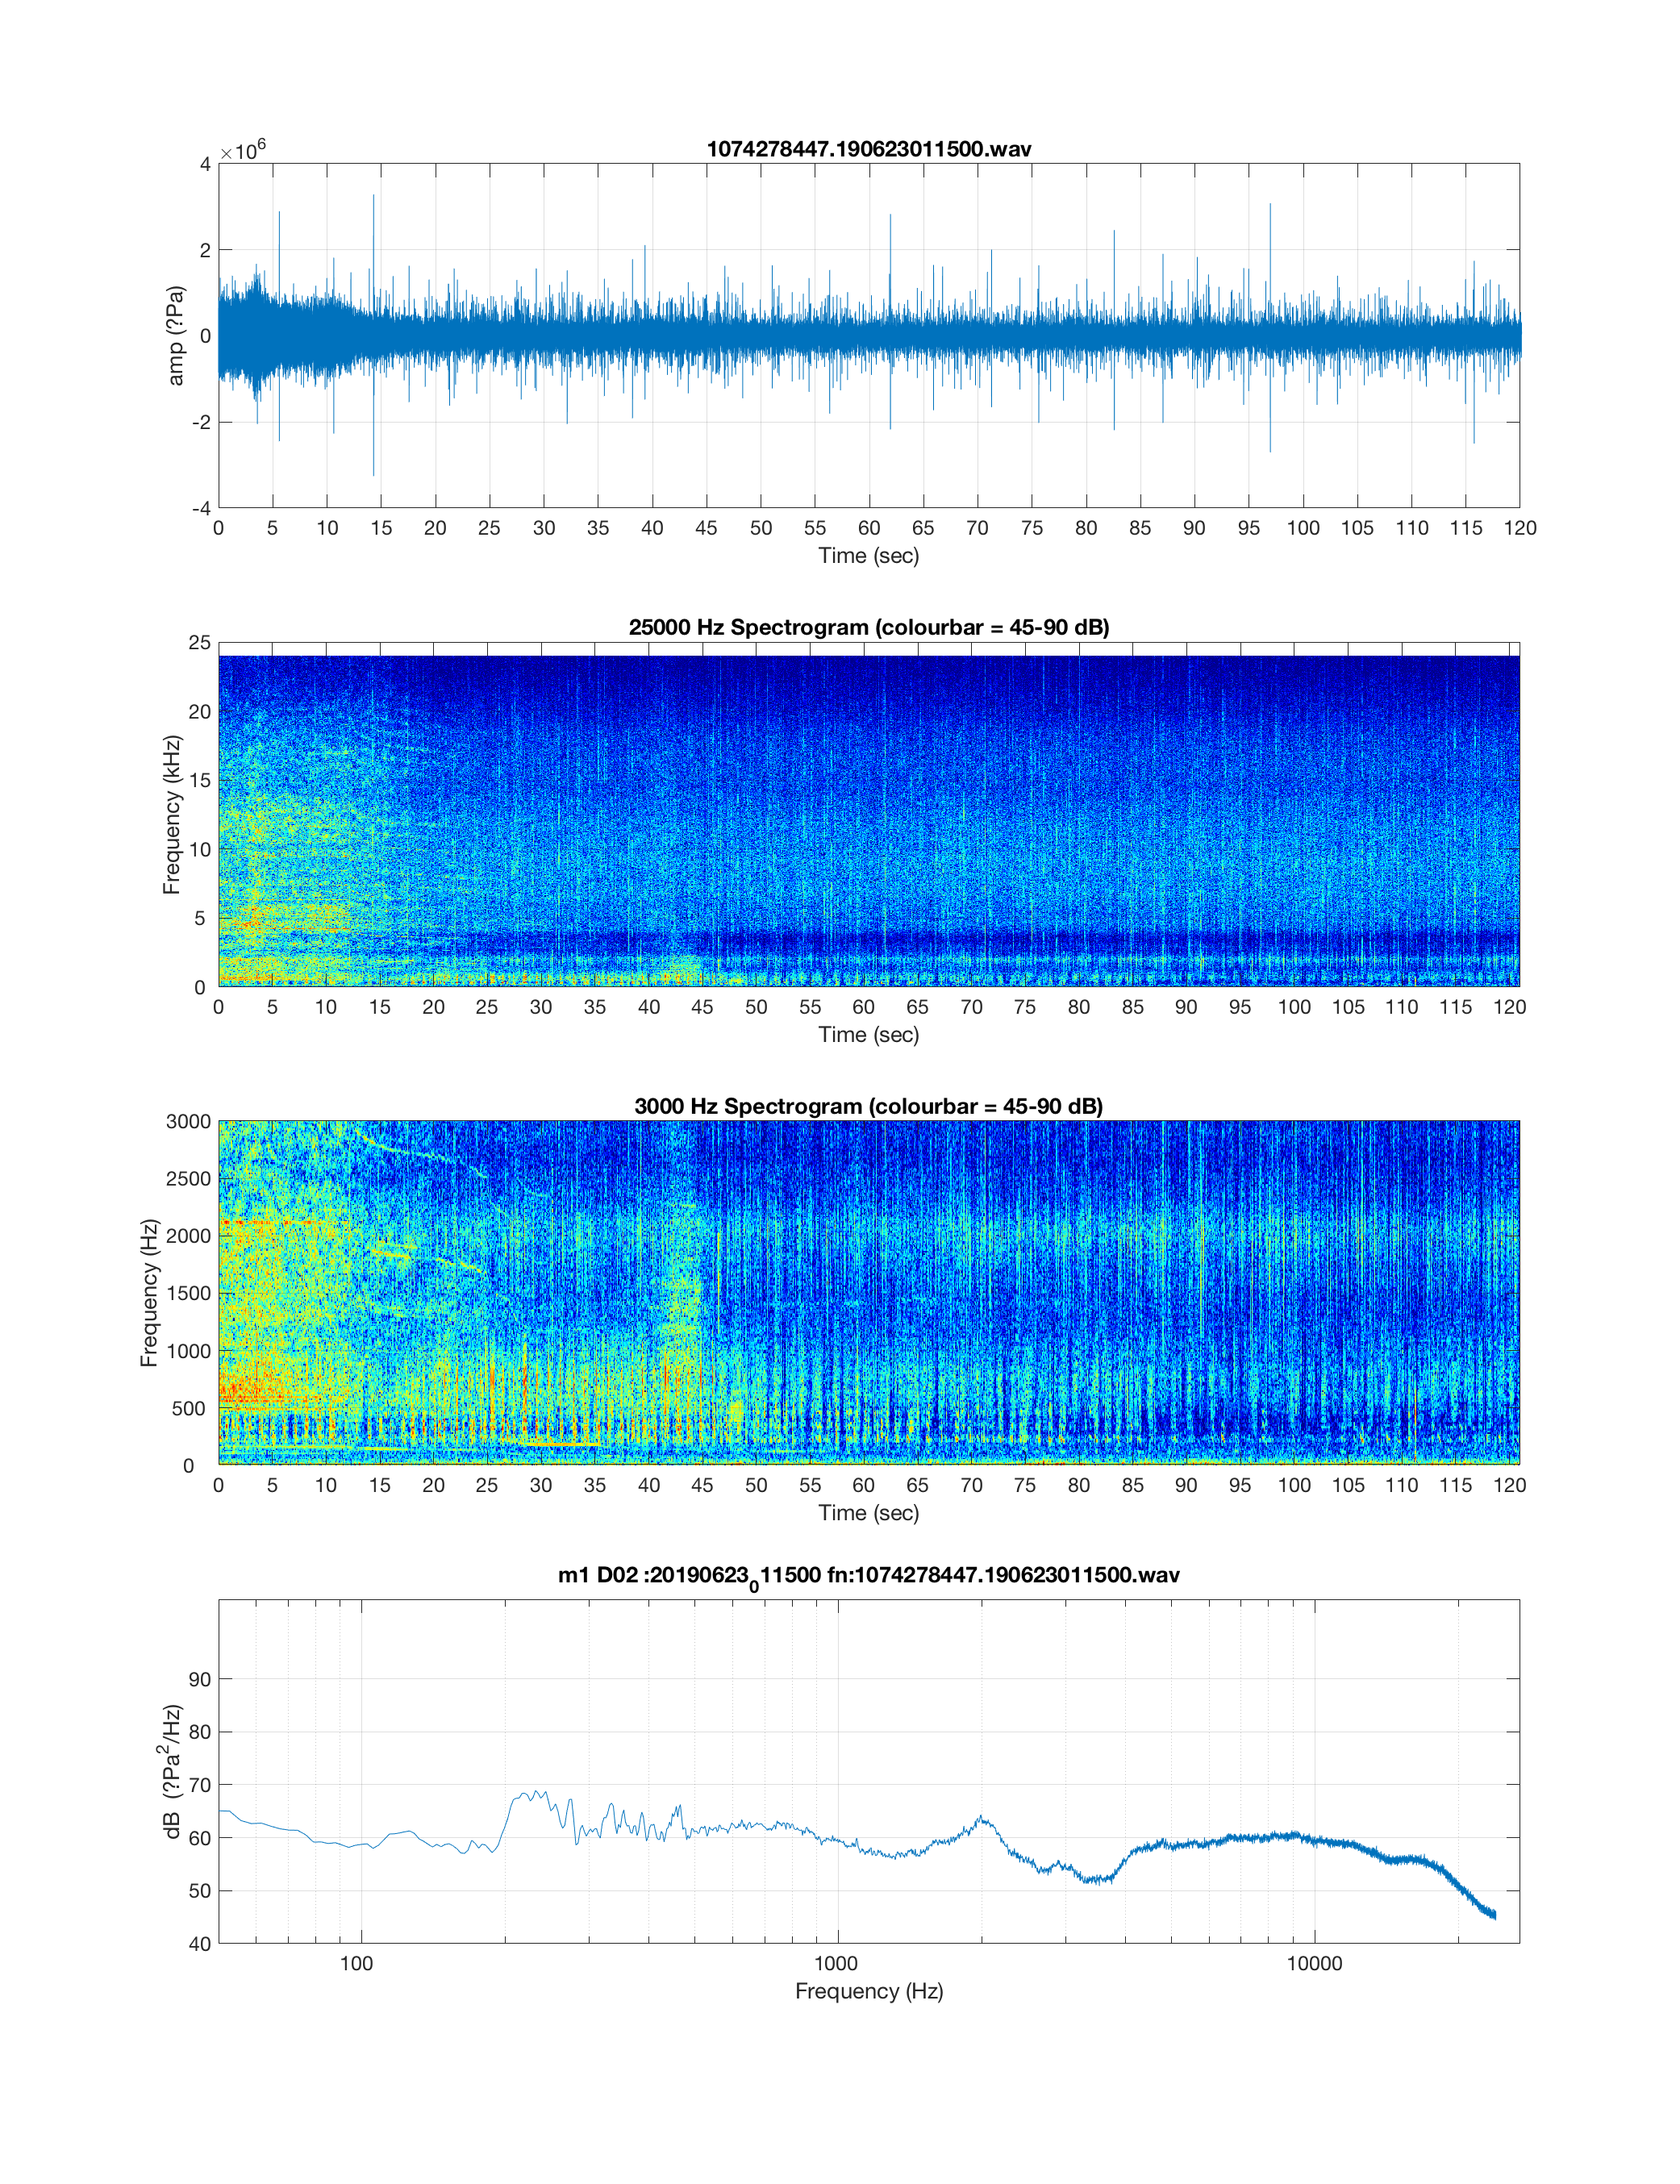 1074278447.190623011500.wav
×10^6
4
2
0
-2
-4
amp (?Pa)
0 5 10 15 20 25 30 35 40 45 50 55 60 65 70 75 80 85 90 95 100 105 110 115 120
Time (sec)
25000 Hz Spectrogram (colourbar = 45-90 dB)
25
20
15
10
5
0
Frequency (kHz)
0 5 10 15 20 25 30 35 40 45 50 55 60 65 70 75 80 85 90 95 100 105 110 115 120
Time (sec)
3000 Hz Spectrogram (colourbar = 45-90 dB)
3000
2500
2000
1500
1000
500
0
Frequency (Hz)
0 5 10 15 20 25 30 35 40 45 50 55 60 65 70 75 80 85 90 95 100 105 110 115 120
Time (sec)
m1 D02 :20190623_011500 fn:1074278447.190623011500.wav
90
80
70
60
50
40
dB (?Pa^2/Hz)
100 1000 10000
Frequency (Hz)